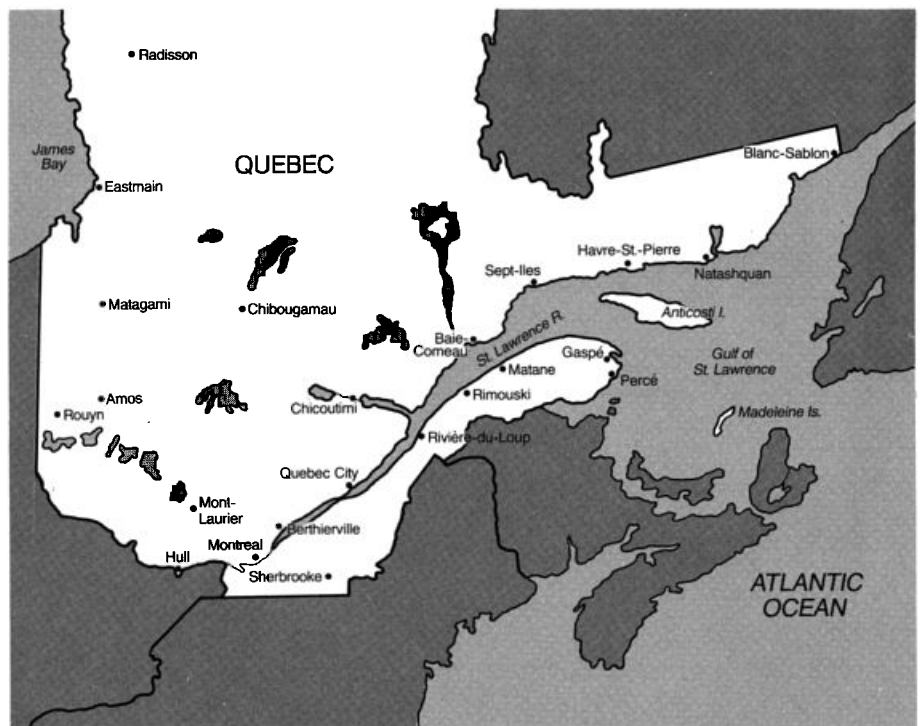 Radisson
James
Bay
QUEBEC
Blanc-Sablon
Eastmain
Havre-St.-Pierre
Sept-Iles
Natashquan
Matagami
Chibougamau
Anticosti I.
St. Lawrence R.
Baie-
Comeau
Gaspé
Gulf of
St. Lawrence
Matane
Percé
Amos
Rimouski
Chicoutimi
Rouyn
Madeleine Is.
Rivière-du-Loup
Quebec City
Mont-
Laurier
Berthierville
Montreal
Hull
Sherbrooke
ATLANTIC
OCEAN